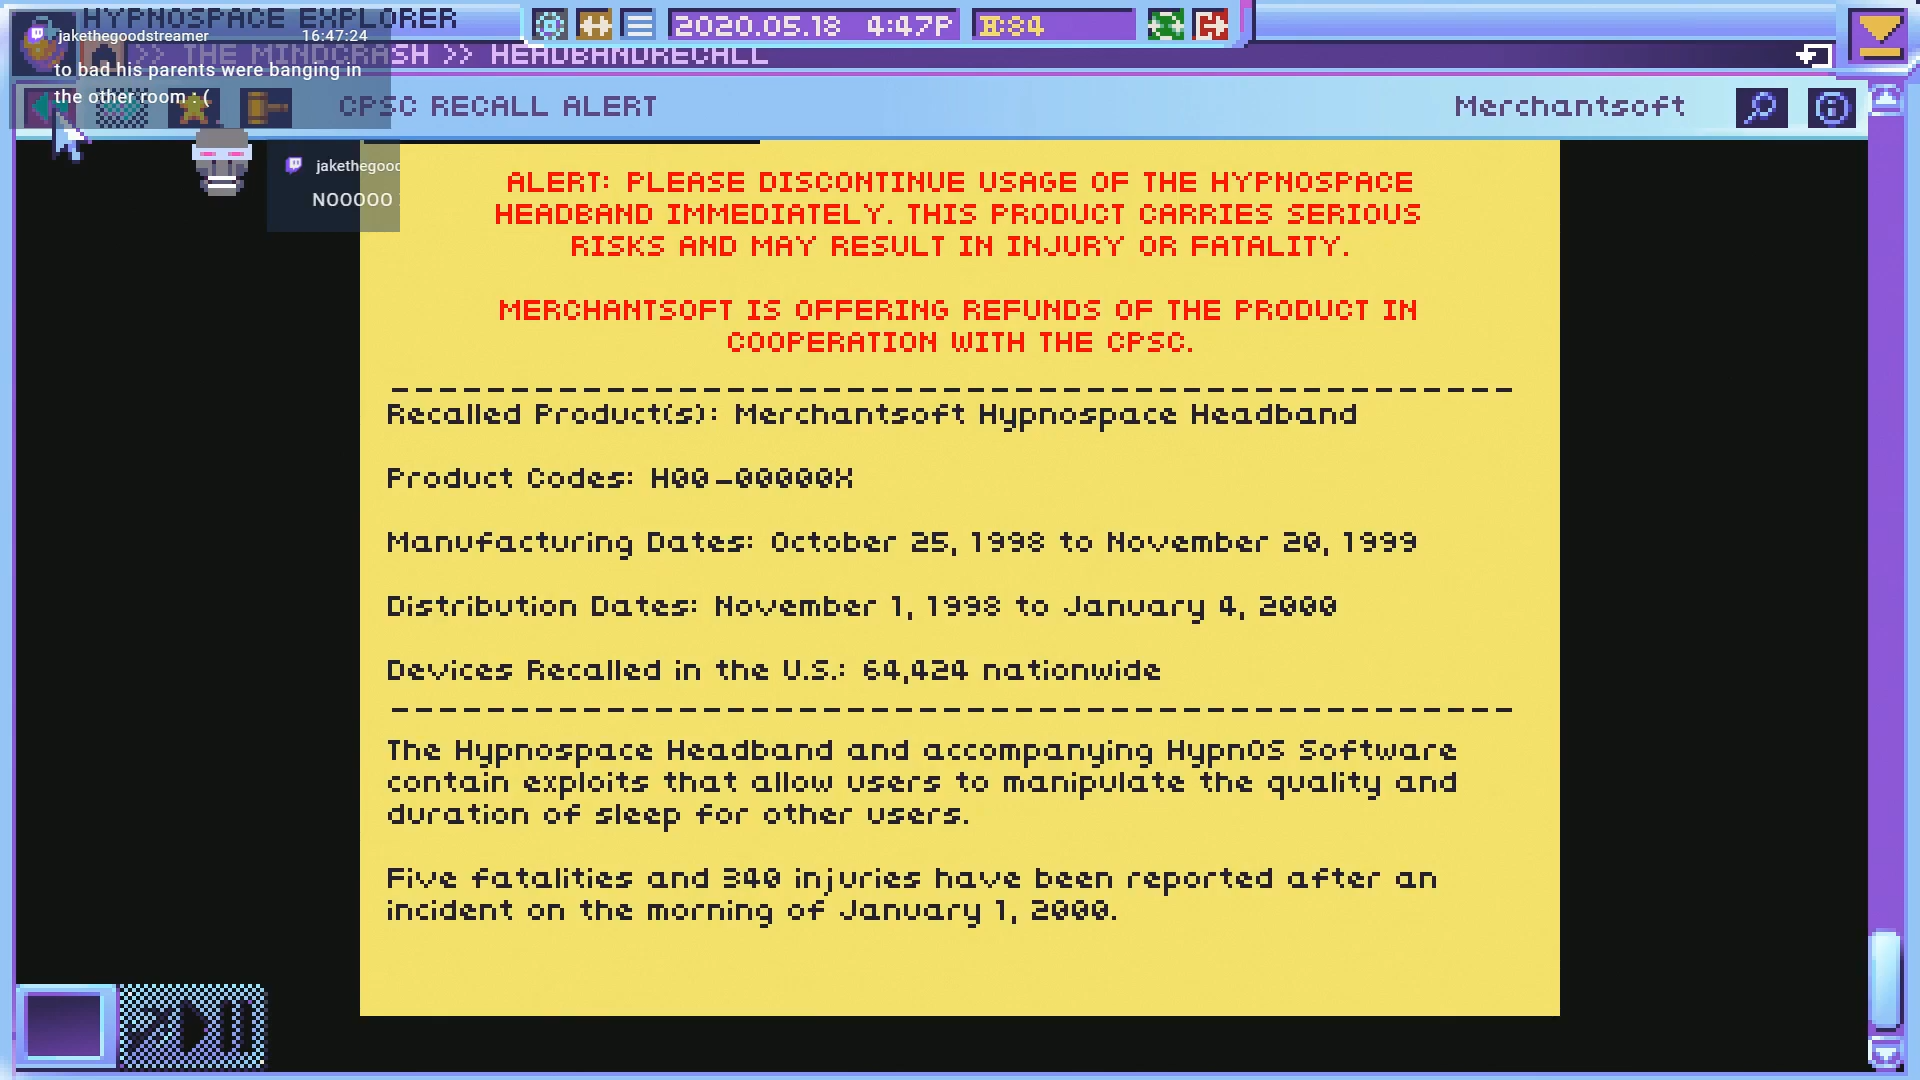 HYPNOSPACE EXPLORER
jakethegoodstreamer 16:47:24
to bad his parents were banging in
the other room :(
2020.05.18 4:47P
84
>> THE MINDCRASH >> HEADBANDRECALL
CPSC RECALL ALERT
Merchantsoft
jakethegood
NOOOOO
ALERT: PLEASE DISCONTINUE USAGE OF THE HYPNOSPACE
HEADBAND IMMEDIATELY. THIS PRODUCT CARRIES SERIOUS
RISKS AND MAY RESULT IN INJURY OR FATALITY.
MERCHANTSOFT IS OFFERING REFUNDS OF THE PRODUCT IN
COOPERATION WITH THE CPSC.
Recalled Product(s): Merchantsoft Hypnospace Headband
Product Codes: H00-00000X
Manufacturing Dates: October 25, 1998 to November 20, 1999
Distribution Dates: November 1, 1998 to January 4, 2000
Devices Recalled in the U.S.: 64,424 nationwide
The Hypnospace Headband and accompanying HypnOS Software
contain exploits that allow users to manipulate the quality and
duration of sleep for other users.
Five fatalities and 340 injuries have been reported after an
incident on the morning of January 1, 2000.